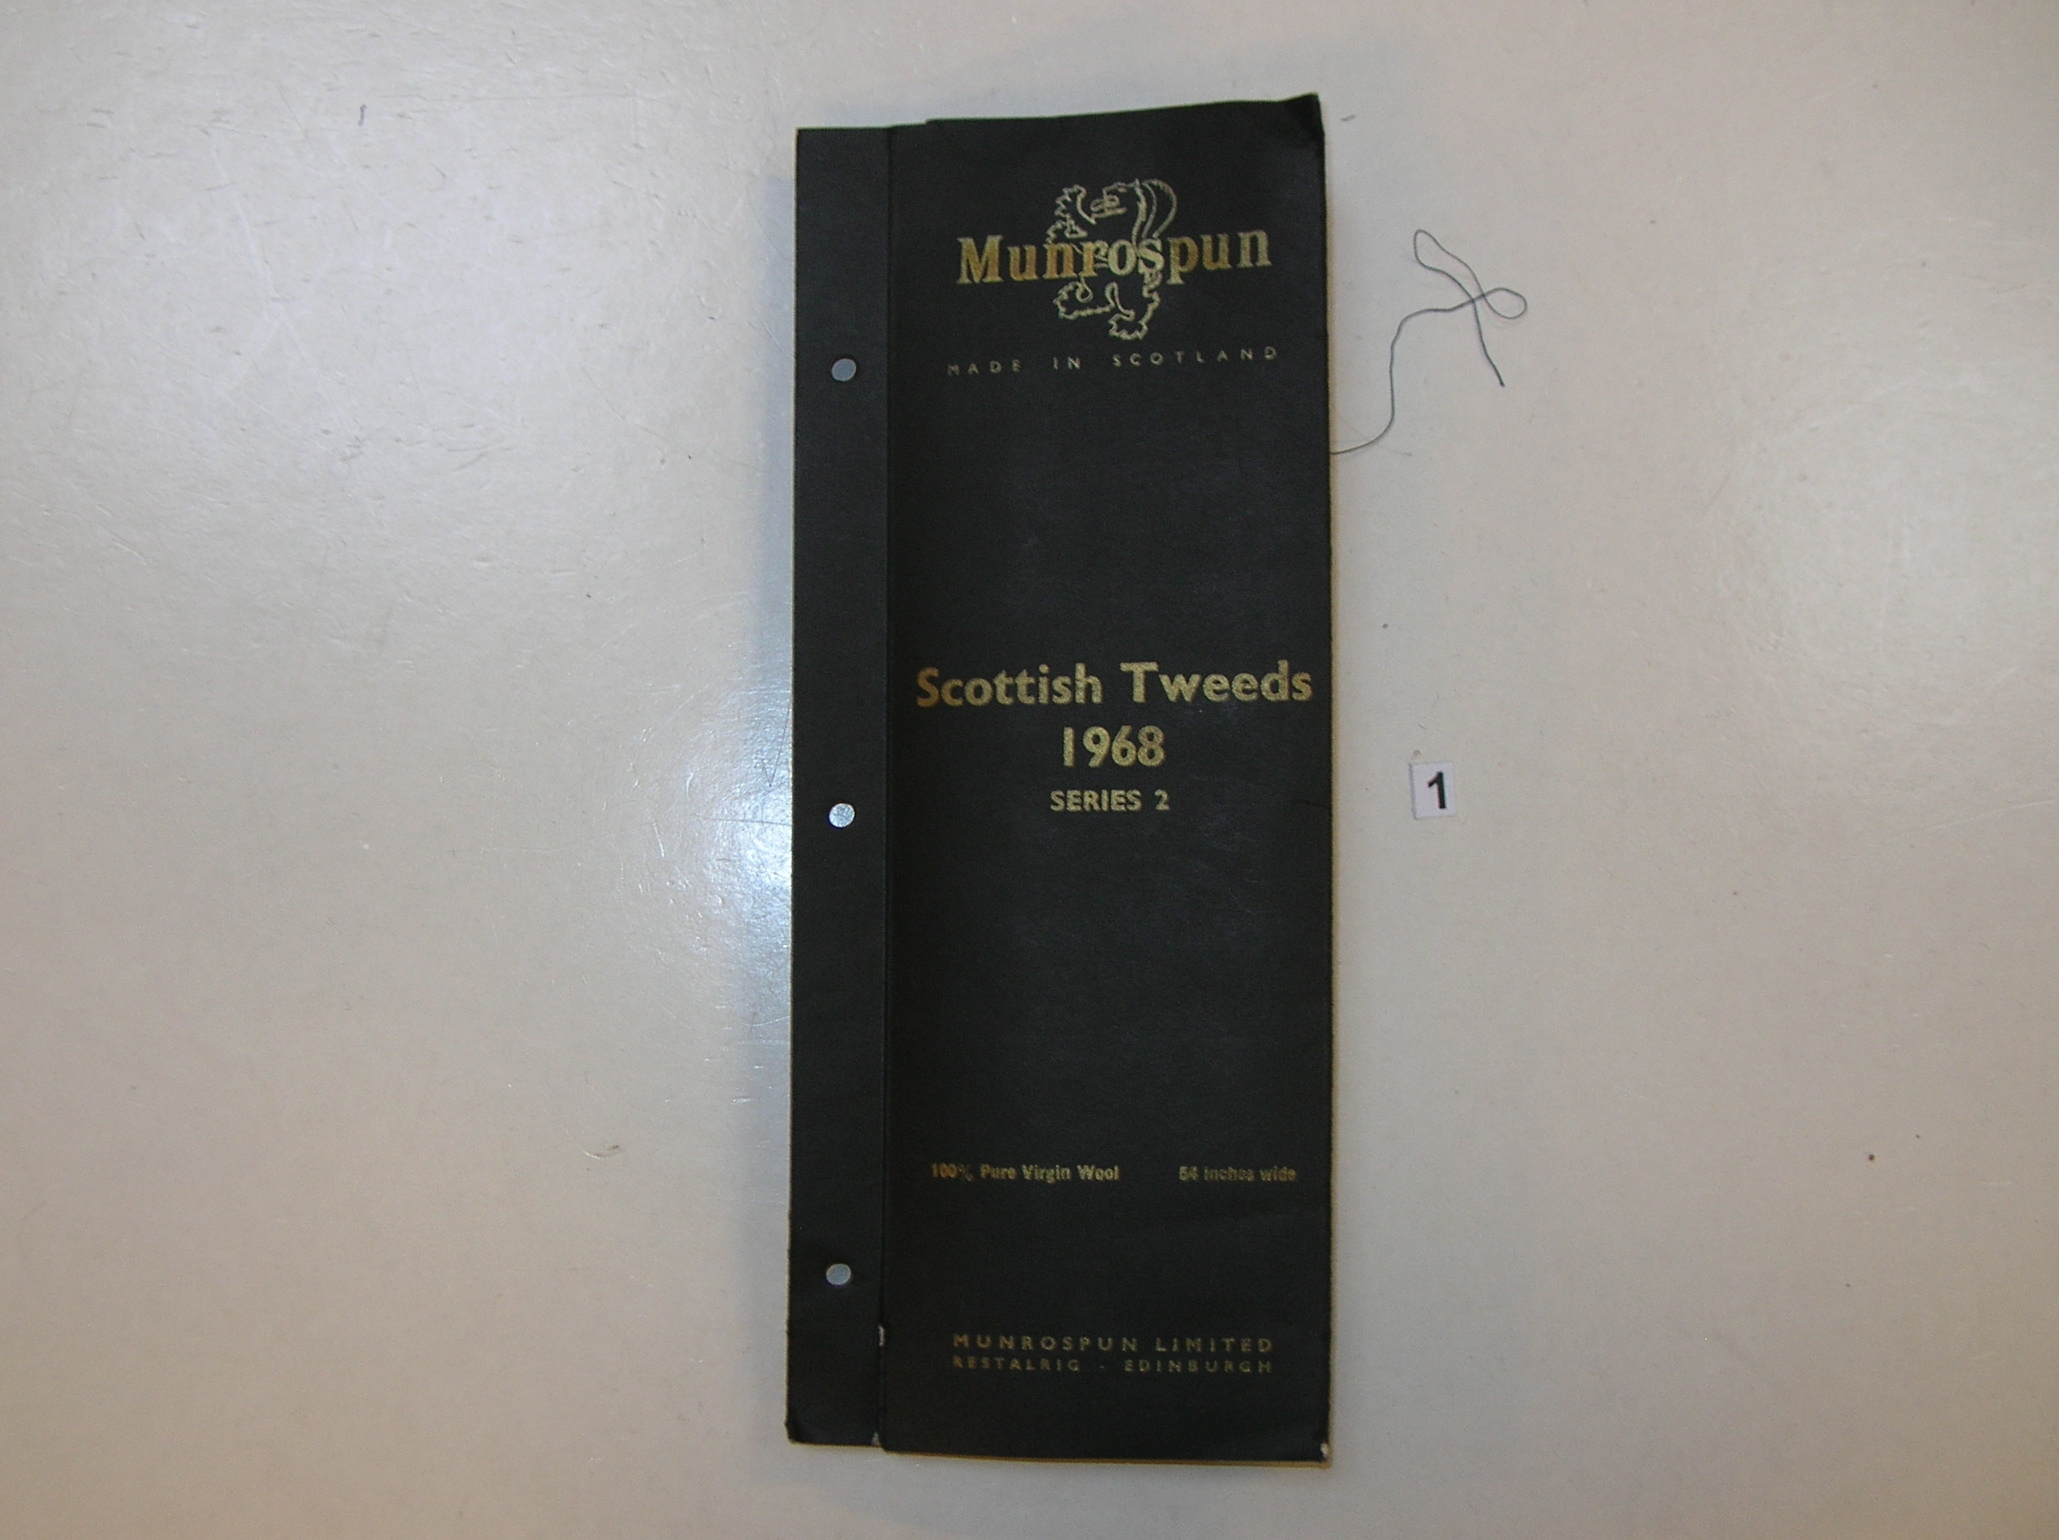 Munrospun
MADE IN SCOTLAND
Scottish Tweeds
1968
SERIES 2
1
100% Pure Virgin Wool 54 inches wide
MUNROSPUN LIMITED
RESTALRIG - EDINBURGH